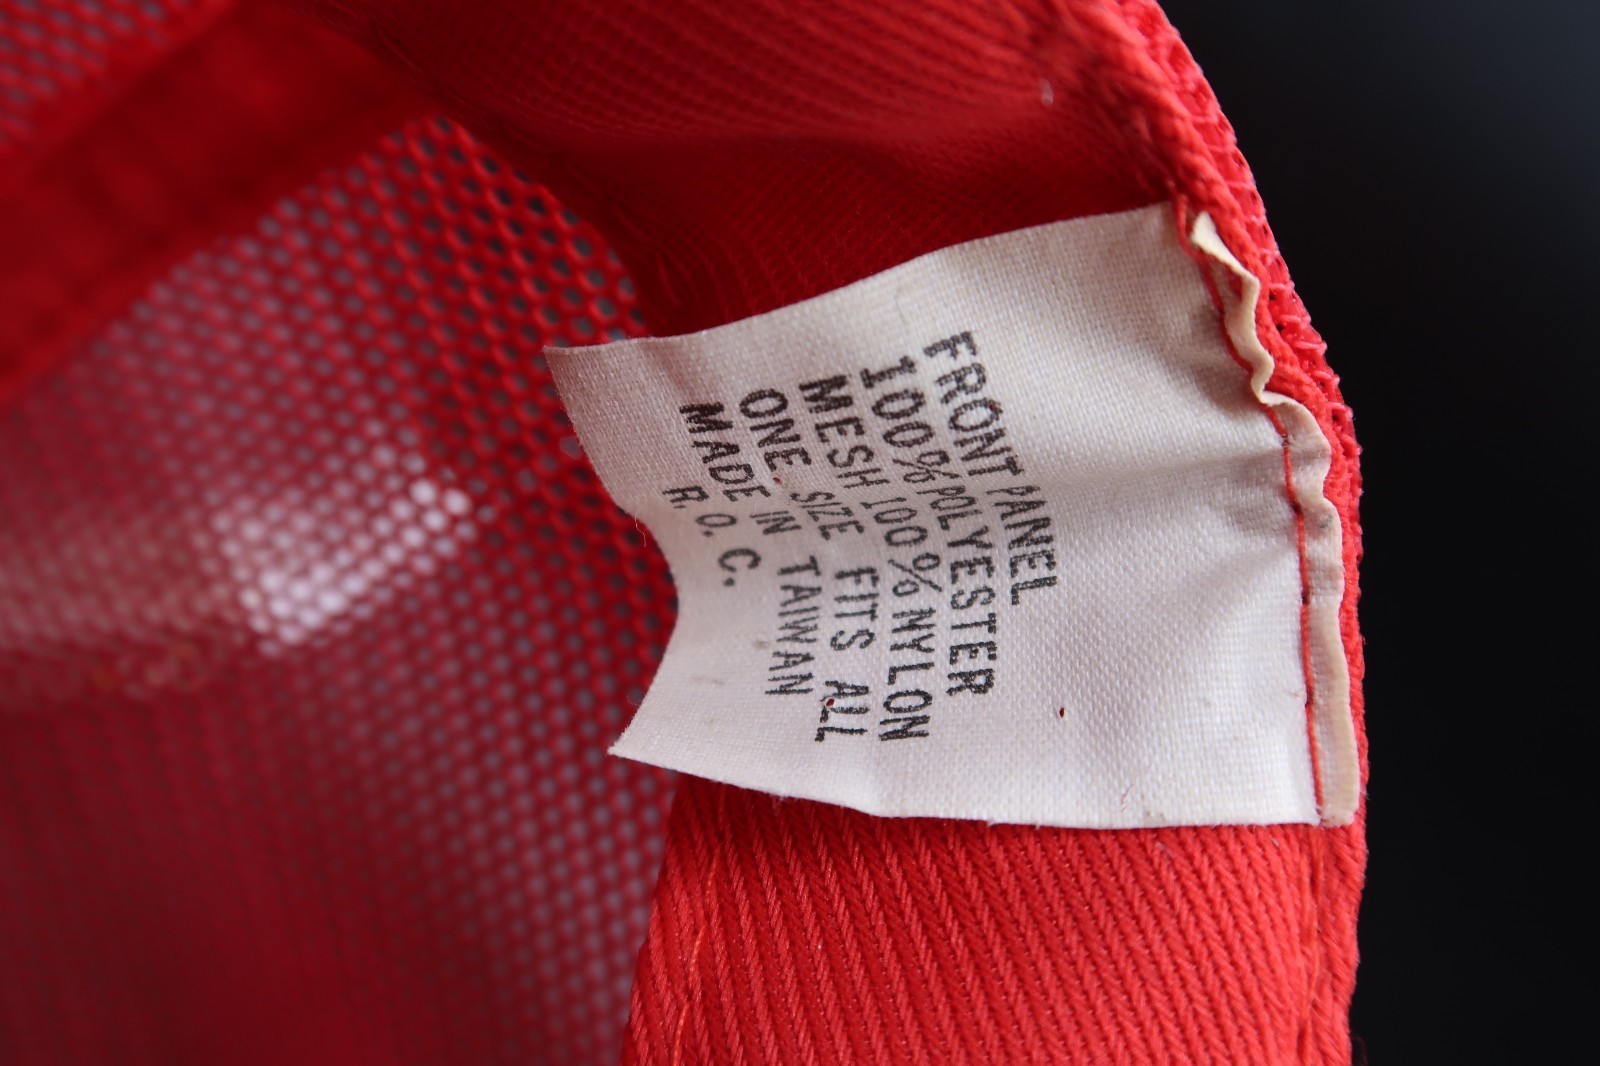 FRONT PANEL
100% POLYESTER
MESH 100% NYLON
ONE SIZE FITS ALL
MADE IN TAIWAN
R.O.C.